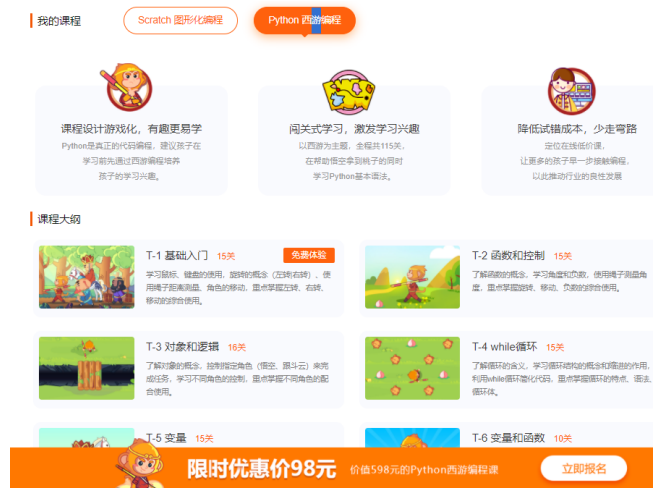 我的课程
Scratch 图形化编程
Python 西游编程
课程设计游戏化，有趣更易学
Python是真正的代码编程，建议孩子在
学习前先通过西游编程培养
孩子的学习兴趣。
闯关式学习，激发学习兴趣
以西游为主题，全程共115关，
在帮助悟空拿到桃子的同时
学习Python基本语法。
降低试错成本，少走弯路
定位在线低价课，
让更多的孩子早一步接触编程，
以此推动行业的良性发展
课程大纲
T-1 基础入门 15关
免费体验
学习鼠标、键盘的使用，旋转的概念（左转右转）、使
用绳子距离测量、角色的移动，重点掌握左转、右转、
移动的综合使用。
T-2 函数和控制 15关
了解函数的概念，学习角度和负数，使用绳子测量角
度，重点掌握旋转、移动、负数的综合使用。
T-3 对象和逻辑 16关
了解对象的概念，控制指定角色（悟空、跟斗云）来完
成任务，学习不同角色的控制，重点掌握不同角色的配
合使用。
T-4 while循环 15关
了解循环的含义，学习循环结构的概念和缩进的作用，
利用while循环简化代码，重点掌握循环的特点、语法、
循环体。
T-5 变量 15关
T-6 变量和函数 10关
限时优惠价98元
价值598元的Python西游编程课
立即报名